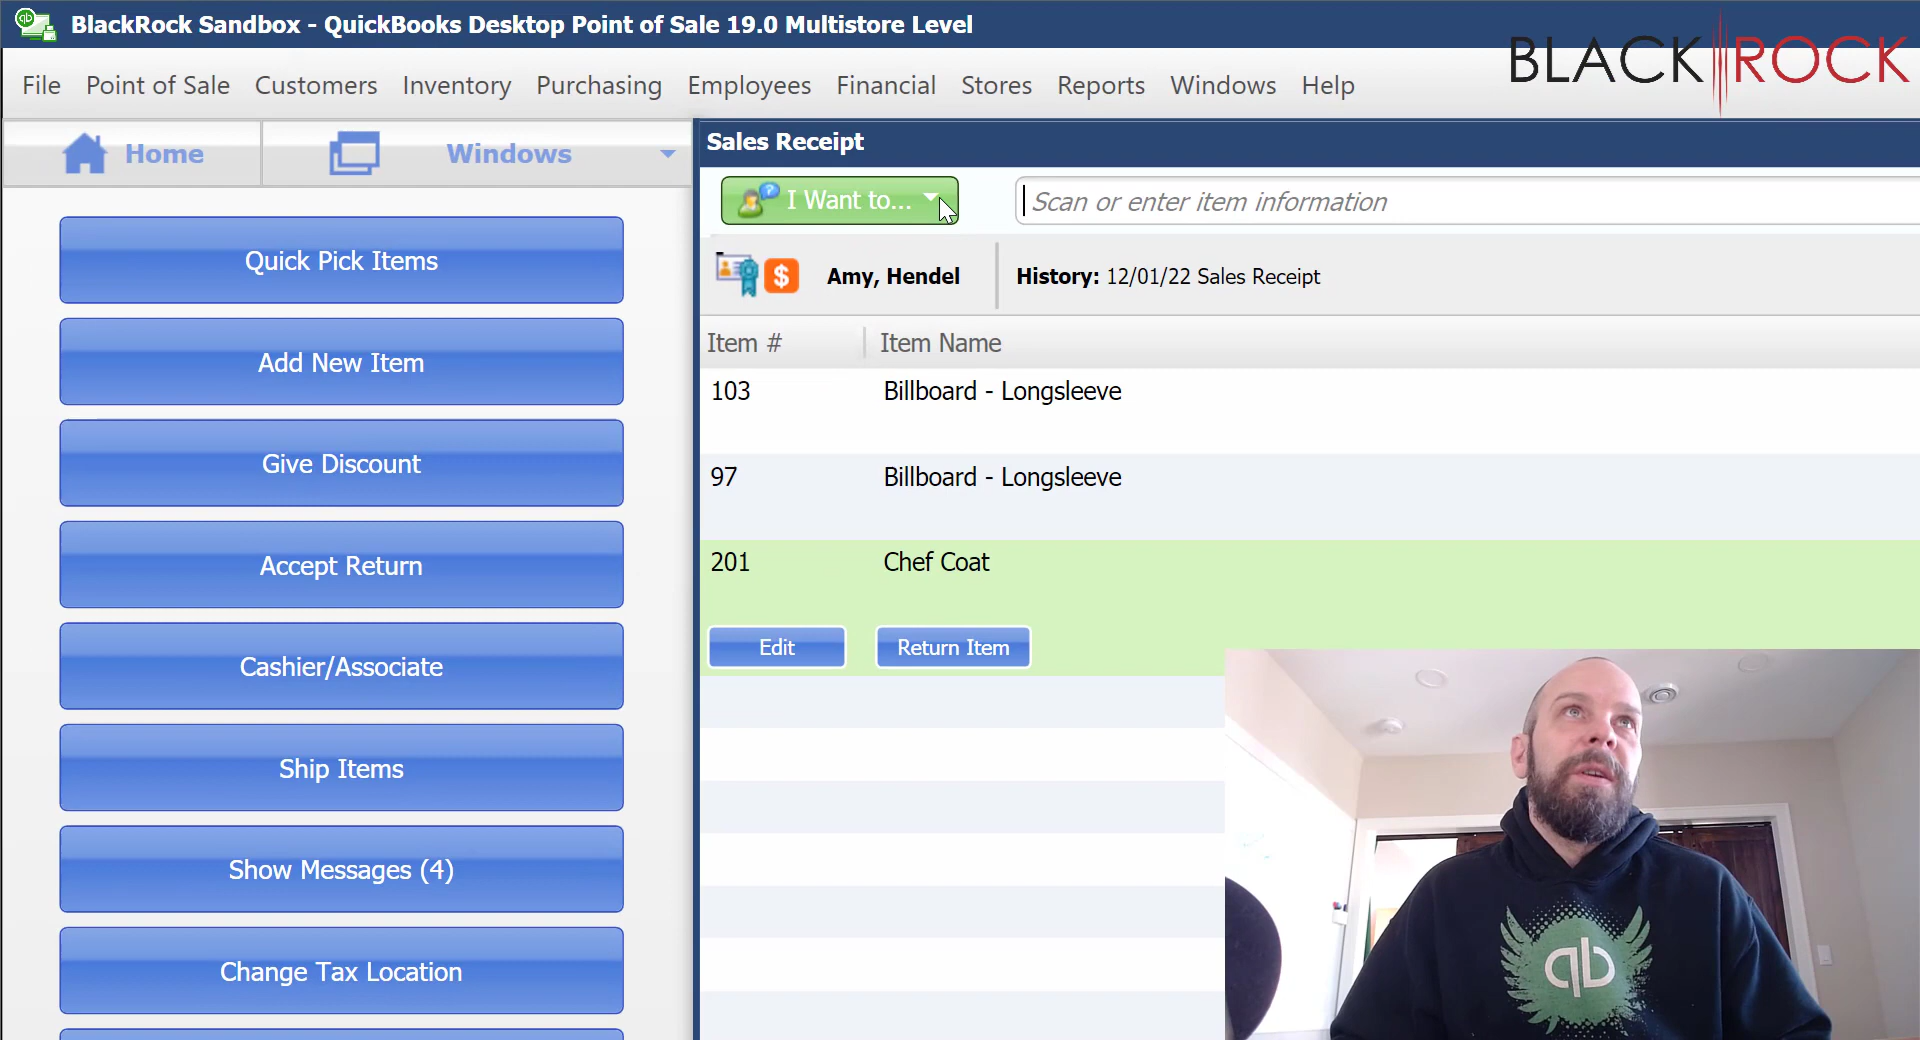 BlackRock Sandbox - QuickBooks Desktop Point of Sale 19.0 Multistore Level
BLACK ROCK
File Point of Sale Customers Inventory Purchasing Employees Financial Stores Reports Windows Help
Home Windows
Sales Receipt
I Want to... Scan or enter item information
Amy, Hendel History: 12/01/22 Sales Receipt
Item # Item Name
103 Billboard - Longsleeve
97 Billboard - Longsleeve
201 Chef Coat
Edit Return Item
Quick Pick Items
Add New Item
Give Discount
Accept Return
Cashier/Associate
Ship Items
Show Messages (4)
Change Tax Location
qb